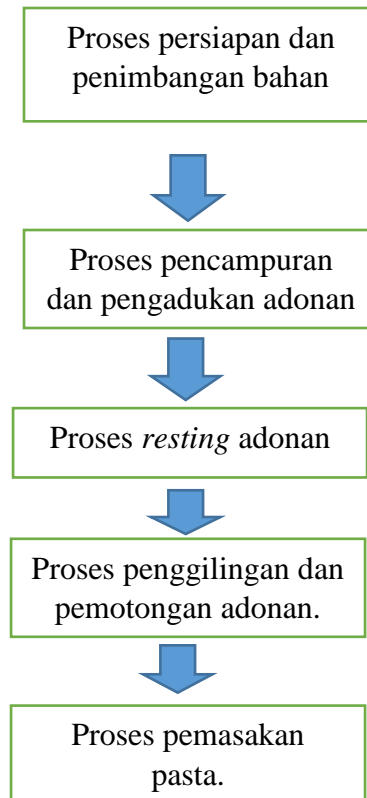 Proses persiapan dan
penimbangan bahan
Proses pencampuran
dan pengadukan adonan
Proses resting adonan
Proses penggilingan dan
pemotongan adonan.
Proses pemasakan
pasta.